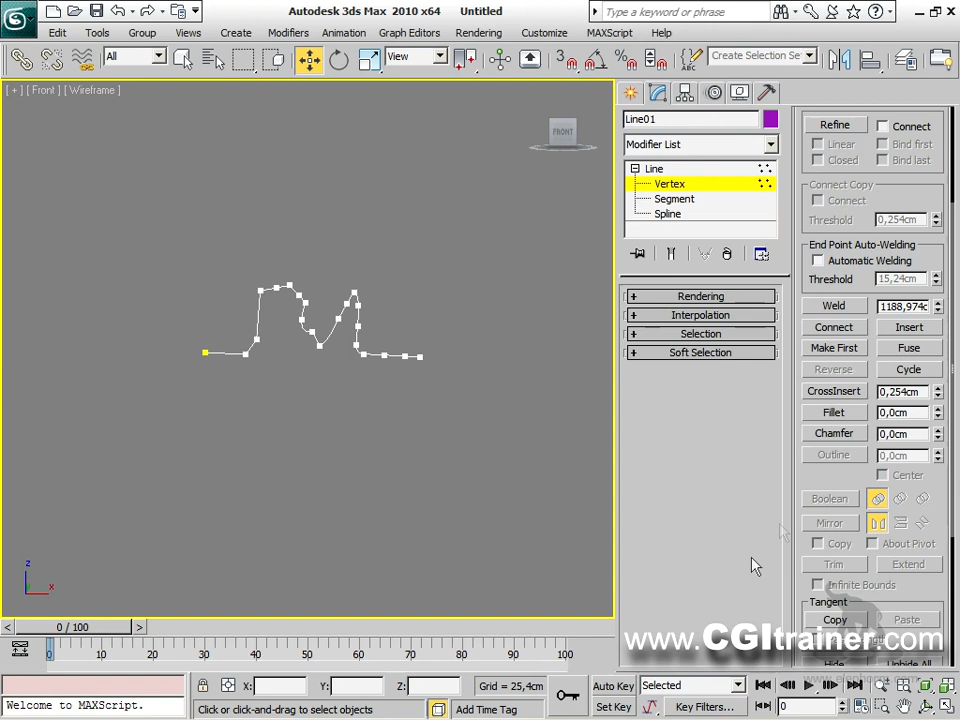 Autodesk 3ds Max 2010 x64 Untitled
Type a keyword or phrase
Edit Tools Group Views Create Modifiers Animation Graph Editors Rendering Customize MAXScript Help
All View 3 Create Selection Se
[ + ] [ Front ] [ Wireframe ]
FRONT
Line01
Modifier List
Line
Vertex
Segment
Spline
Rendering
Interpolation
Selection
Soft Selection
Refine Connect
Linear Bind first
Closed Bind last
Connect Copy
Connect
Threshold 0,254cm
End Point Auto-Welding
Automatic Welding
Threshold 15,24cm
Weld 1188,974c
Connect Insert
Make First Fuse
Reverse Cycle
CrossInsert 0,254cm
Fillet 0,0cm
Chamfer 0,0cm
Outline 0,0cm
Center
Boolean
Mirror
Copy About Pivot
Trim Extend
Infinite Bounds
Tangent
Copy Paste
Hide Unhide All
www.CGItrainer.com
z
x
0 / 100
0 10 20 30 40 50 60 70 80 90 100
X: Y: Z: Grid = 25,4cm Auto Key Selected
Welcome to MAXScript. Click or click-and-drag to select objects Add Time Tag Set Key Key Filters... 0